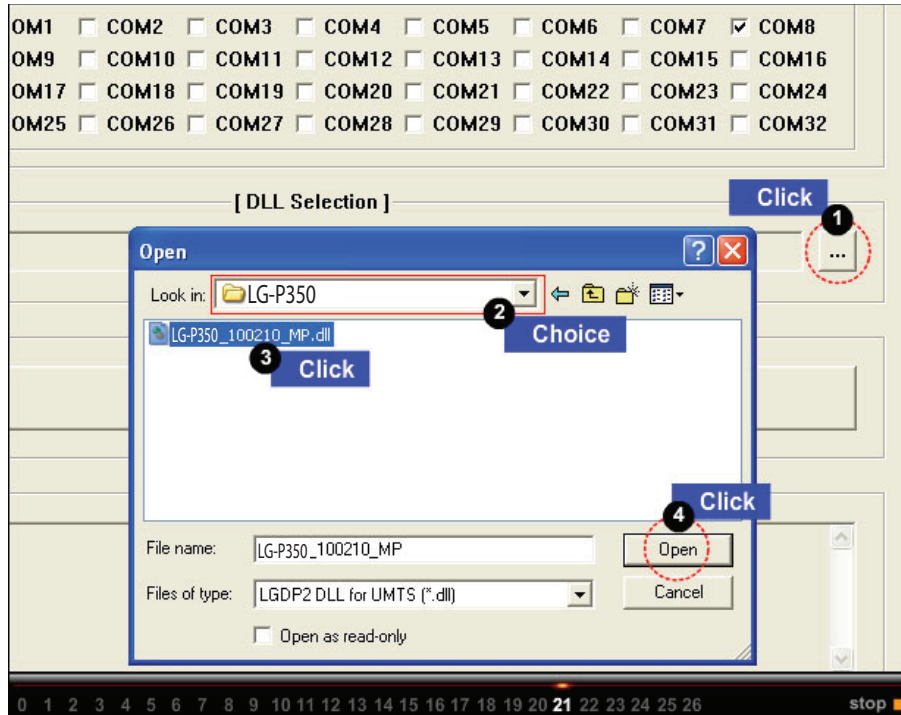 OM1 COM2 COM3 COM4 COM5 COM6 COM7 COM8
OM9 COM10 COM11 COM12 COM13 COM14 COM15 COM16
OM17 COM18 COM19 COM20 COM21 COM22 COM23 COM24
OM25 COM26 COM27 COM28 COM29 COM30 COM31 COM32
[ DLL Selection ]
Click
1
...
Open
Look in: LG-P350
2
Choice
LG-P350_100210_MP.dll
3
Click
Click
4
File name: LG-P350_100210_MP Open
Files of type: LGDP2 DLL for UMTS (*.dll) Cancel
Open as read-only
0 1 2 3 4 5 6 7 8 9 10 11 12 13 14 15 16 17 18 19 20 21 22 23 24 25 26 stop